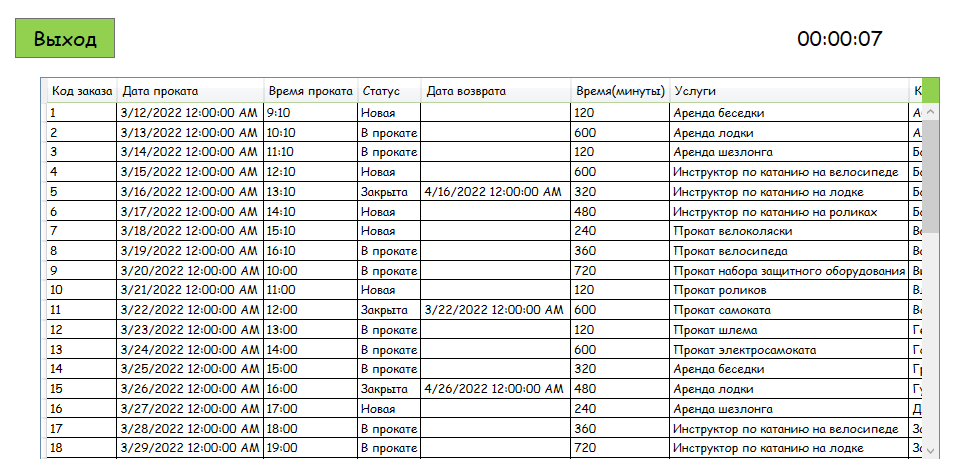 Выход
00:00:07
Код заказа Дата проката Время проката Статус Дата возврата Время(минуты) Услуги К
1 3/12/2022 12:00:00 AM 9:10 Новая 120 Аренда беседки
2 3/13/2022 12:00:00 AM 10:10 В прокате 600 Аренда лодки
3 3/14/2022 12:00:00 AM 11:10 В прокате 120 Аренда шезлонга
4 3/15/2022 12:00:00 AM 12:10 Новая 600 Инструктор по катанию на велосипеде
5 3/16/2022 12:00:00 AM 13:10 Закрыта 4/16/2022 12:00:00 AM 320 Инструктор по катанию на лодке
6 3/17/2022 12:00:00 AM 14:10 Новая 480 Инструктор по катанию на роликах
7 3/18/2022 12:00:00 AM 15:10 Новая 240 Прокат велоколяски
8 3/19/2022 12:00:00 AM 16:10 В прокате 360 Прокат велосипеда
9 3/20/2022 12:00:00 AM 10:00 В прокате 720 Прокат набора защитного оборудования
10 3/21/2022 12:00:00 AM 11:00 Новая 120 Прокат роликов
11 3/22/2022 12:00:00 AM 12:00 Закрыта 3/22/2022 12:00:00 AM 600 Прокат самоката
12 3/23/2022 12:00:00 AM 13:00 В прокате 120 Прокат шлема
13 3/24/2022 12:00:00 AM 14:00 В прокате 600 Прокат электросамоката
14 3/25/2022 12:00:00 AM 15:00 В прокате 320 Аренда беседки
15 3/26/2022 12:00:00 AM 16:00 Закрыта 4/26/2022 12:00:00 AM 480 Аренда лодки
16 3/27/2022 12:00:00 AM 17:00 Новая 240 Аренда шезлонга
17 3/28/2022 12:00:00 AM 18:00 В прокате 360 Инструктор по катанию на велосипеде
18 3/29/2022 12:00:00 AM 19:00 В прокате 720 Инструктор по катанию на лодке